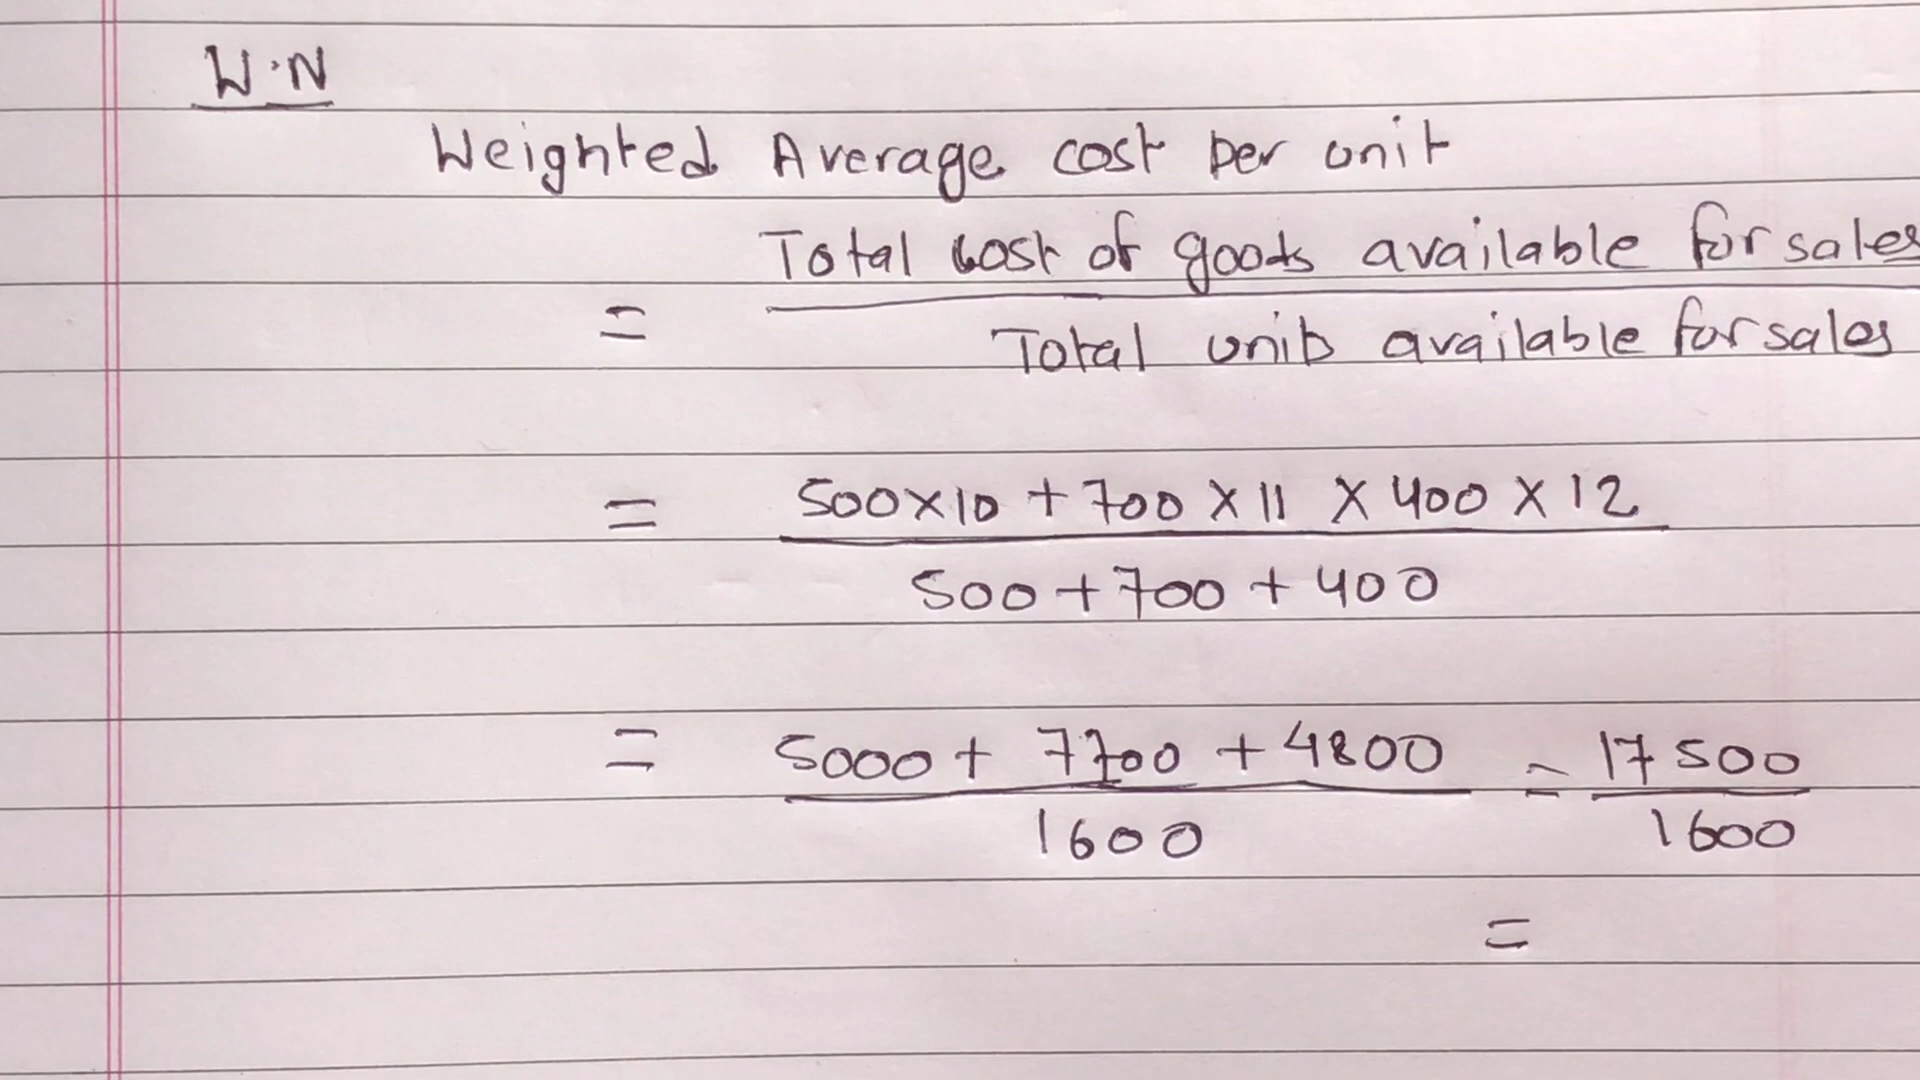 W.N
Weighted Average cost per unit
Total cost of goods available for sales
=
Total units available for sales
500×10 + 700 × 11 × 400 × 12
=
500 + 700 + 400
= 5000 + 7700 + 4800 = 17500
1600 1600
=